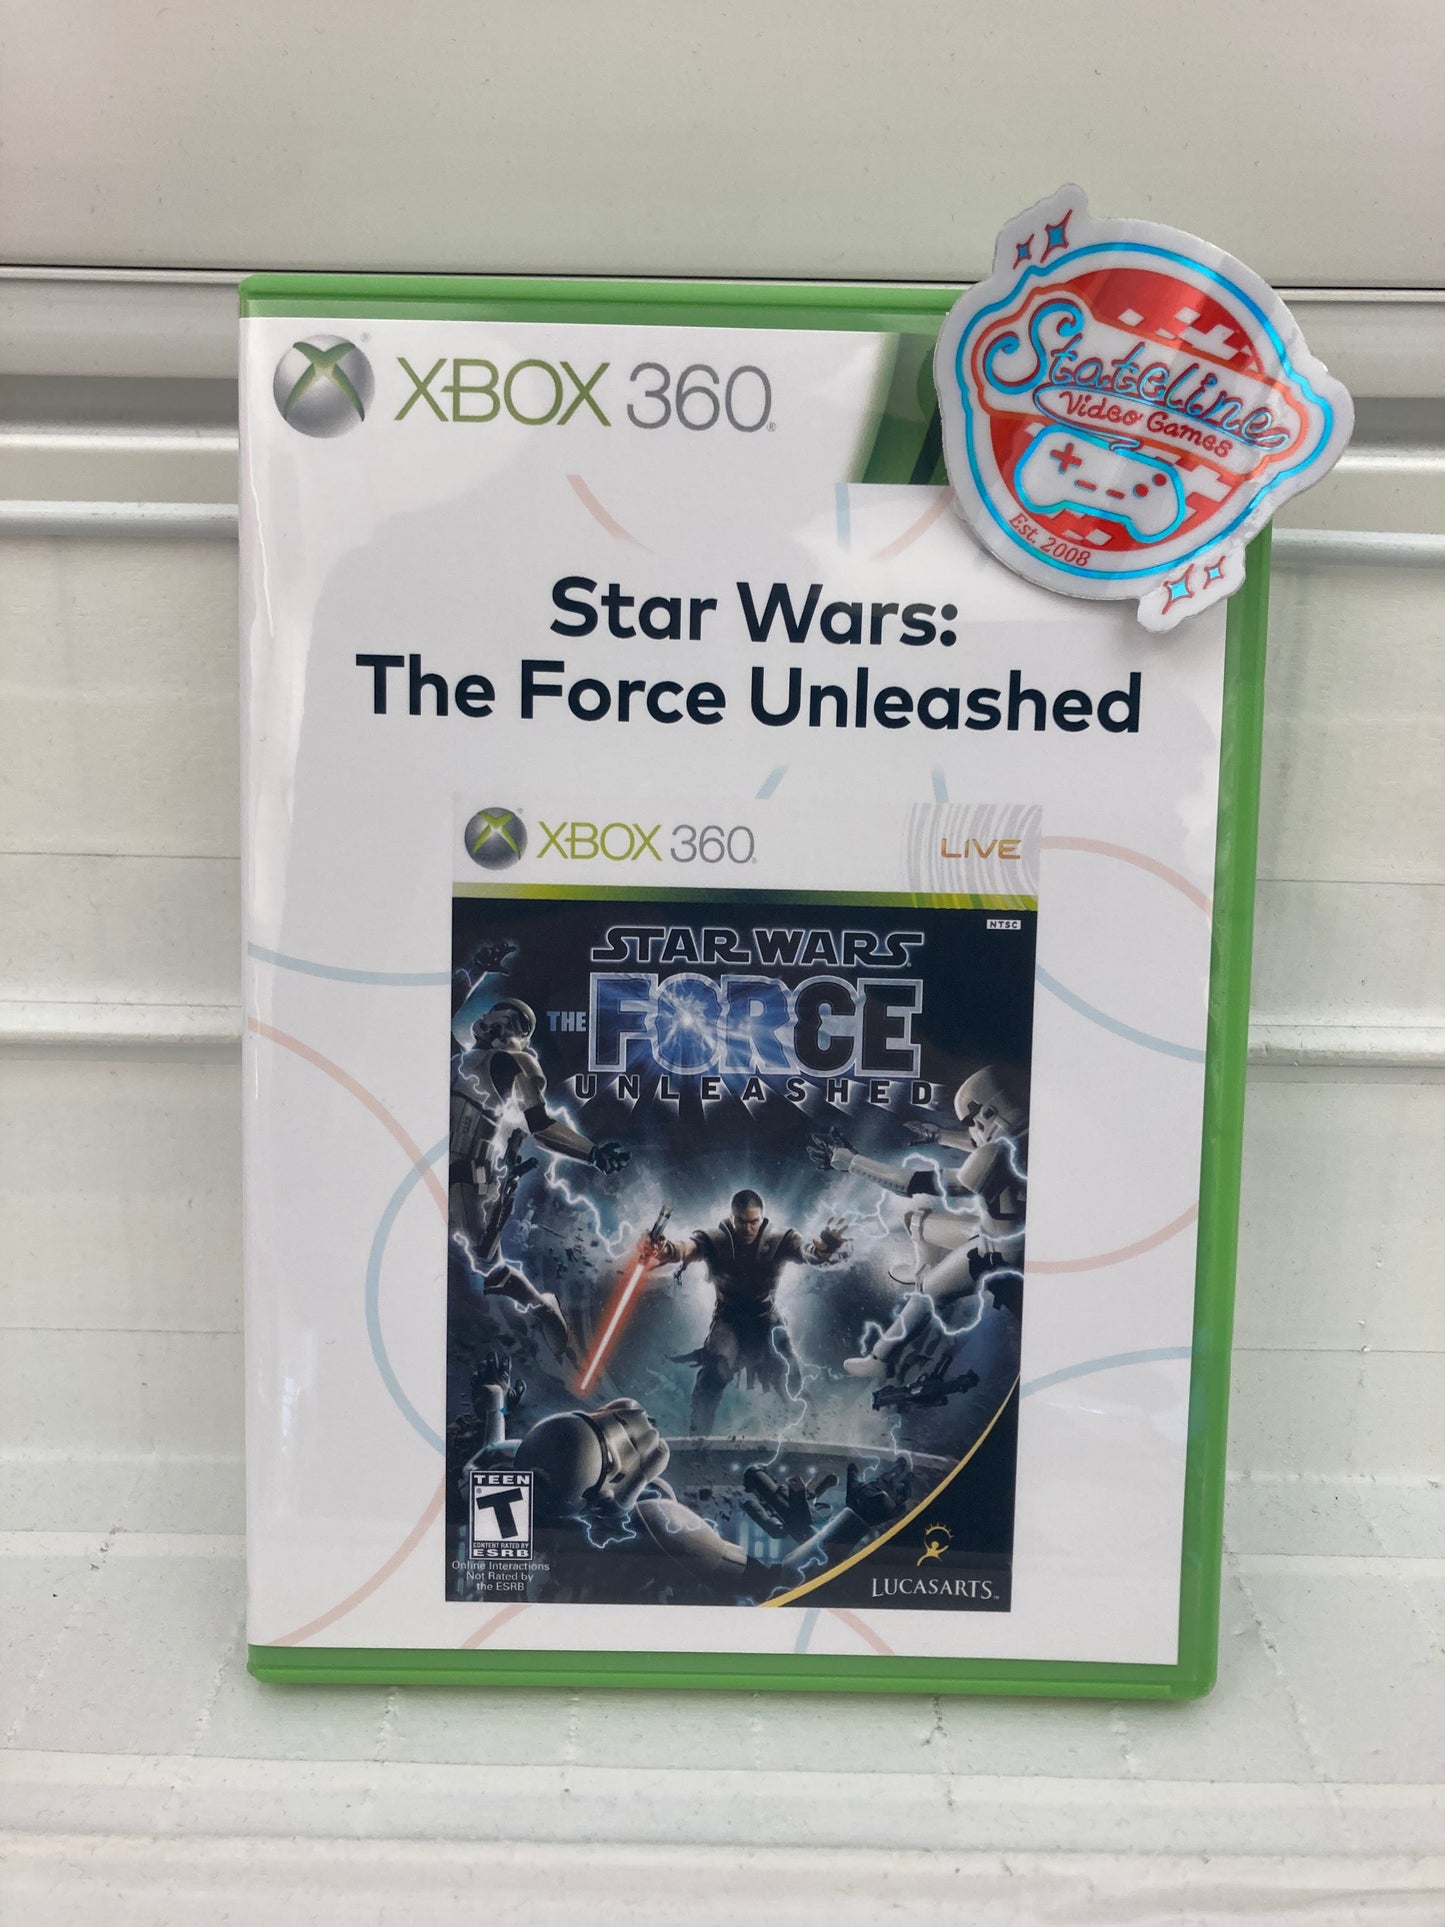 XBOX 360®
Stateline
Video Games
Est. 2008
Star Wars:
The Force Unleashed
XBOX 360®
LIVE
NTSC
STAR WARS
THE FORCE
UNLEASHED
TEEN
T
CONTENT RATED BY
ESRB
Online Interactions
Not Rated by
the ESRB
LUCASARTS™